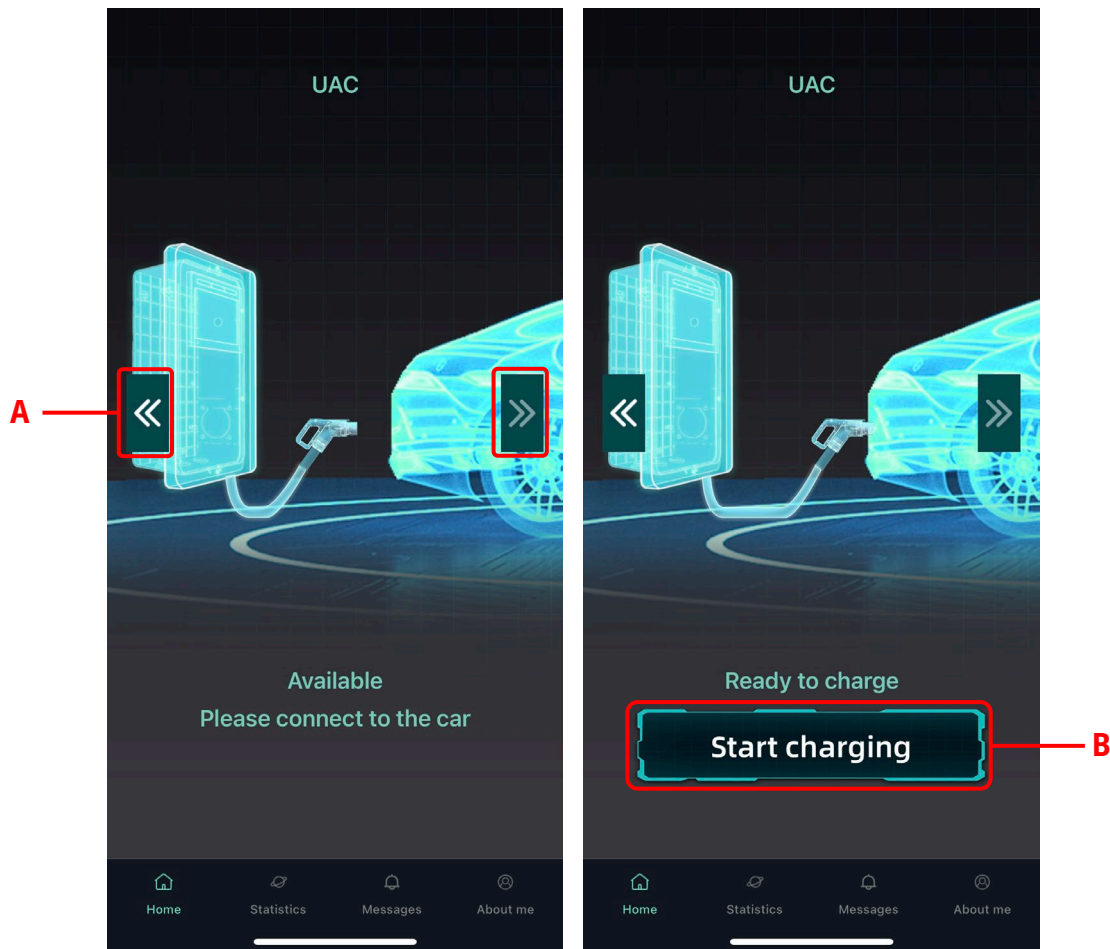 UAC
A
Available
Please connect to the car
Home
Statistics
Messages
About me
UAC
Ready to charge
Start charging
B
Home
Statistics
Messages
About me